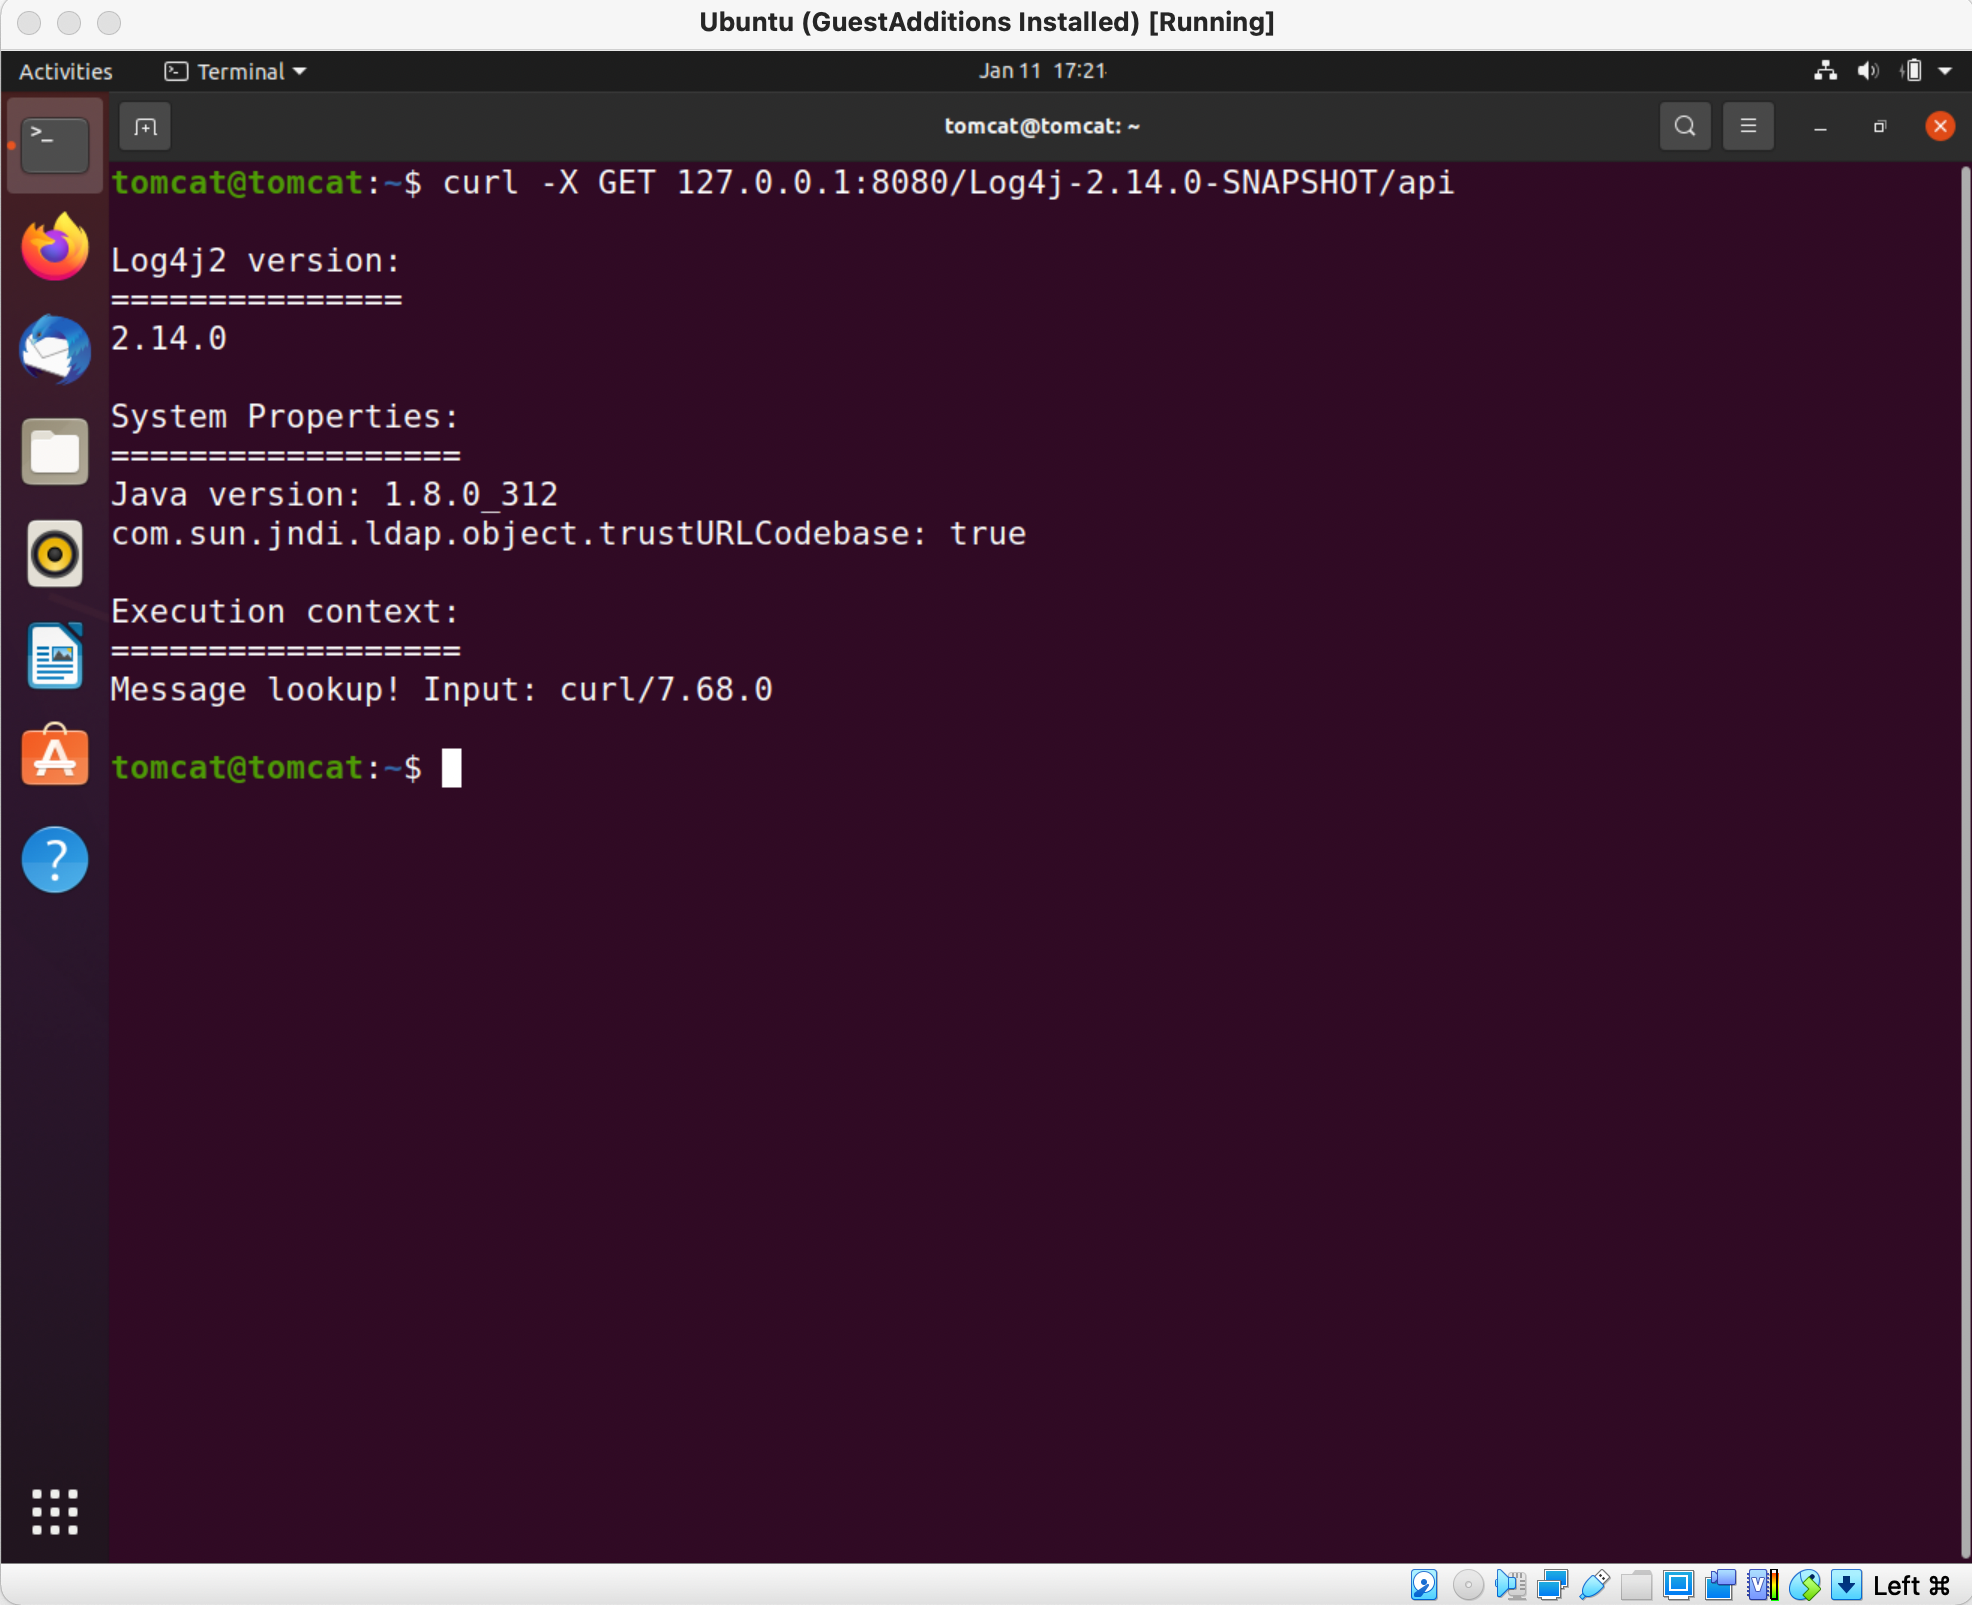 Ubuntu (GuestAdditions Installed) [Running]
Activities
Terminal
Jan 11 17:21
tomcat@tomcat: ~
tomcat@tomcat:~$ curl -X GET 127.0.0.1:8080/Log4j-2.14.0-SNAPSHOT/api
Log4j2 version:
===============
2.14.0
System Properties:
==================
Java version: 1.8.0_312
com.sun.jndi.ldap.object.trustURLCodebase: true
Execution context:
==================
Message lookup! Input: curl/7.68.0
tomcat@tomcat:~$
Left ⌘